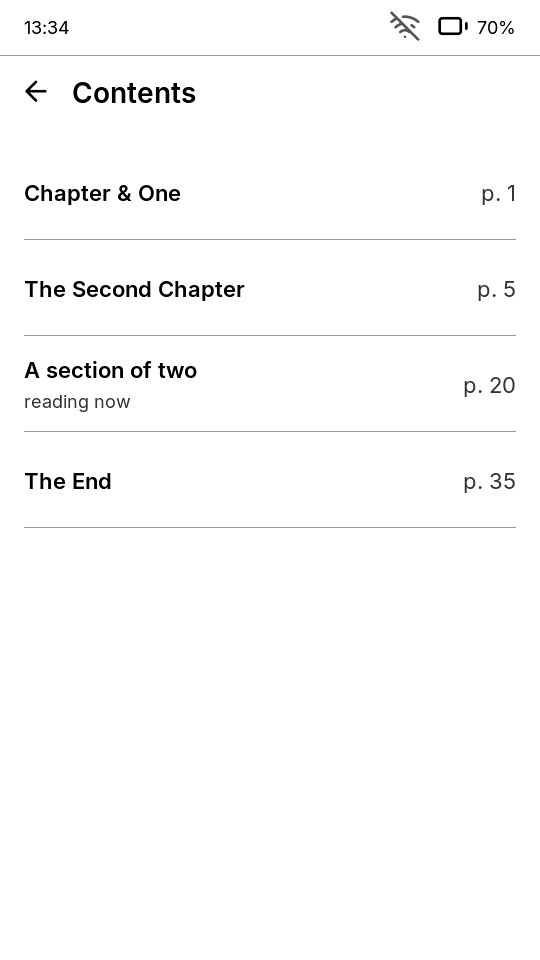 13:34 70%
Contents
Chapter & One p. 1
The Second Chapter p. 5
A section of two p. 20
reading now
The End p. 35